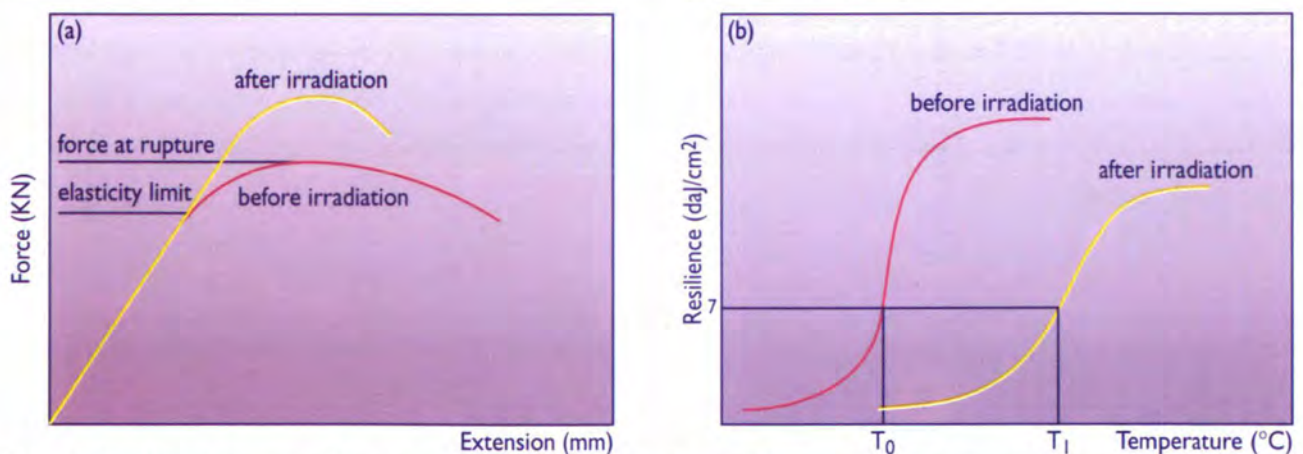 (a)
after irradiation
force at rupture
elasticity limit
before irradiation
Force (KN)
Extension (mm)
(b)
before irradiation
after irradiation
Resilience (daJ/cm²)
7
T₀
T₁
Temperature (°C)